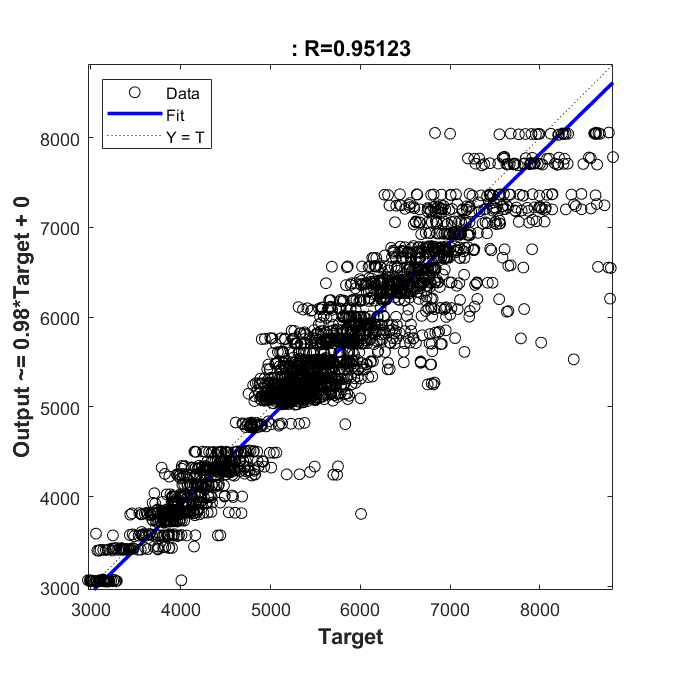 : R=0.95123
Data
Fit
Y = T
8000
7000
6000
5000
4000
3000
Output ~= 0.98*Target + 0
3000 4000 5000 6000 7000 8000
Target